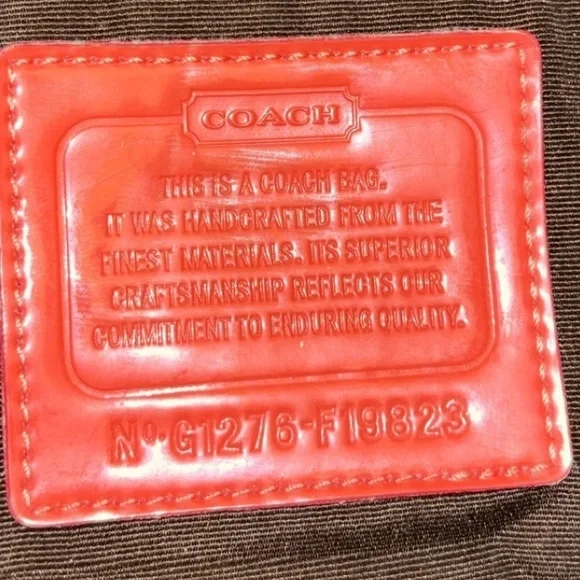 COACH
THIS IS A COACH BAG.
IT WAS HANDCRAFTED FROM THE
FINEST MATERIALS. ITS SUPERIOR
CRAFTSMANSHIP REFLECTS OUR
COMMITMENT TO ENDURING QUALITY.
No. G1276-F19823